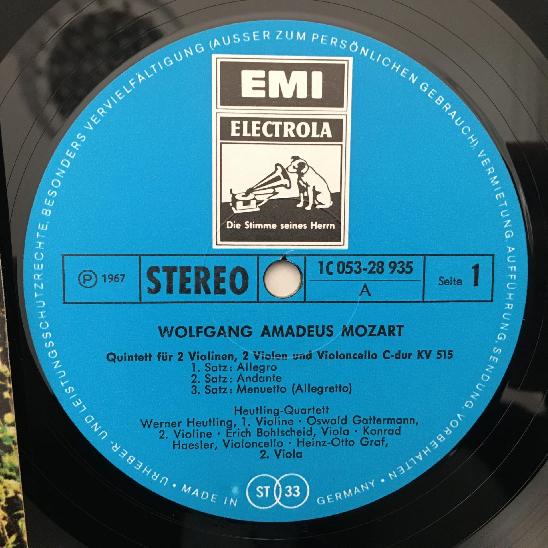 URHEBER- UND LEISTUNGSSCHUTZRECHTE, BESONDERS VERVIELFÄLTIGUNG (AUSSER ZUM PERSÖNLICHEN GEBRAUCH), VERMIETUNG, AUFFÜHRUNG, SENDUNG, VORBEHALTEN
EMI
ELECTROLA
Die Stimme seines Herrn
℗ 1967
STEREO
1C 053-28 935
A
Seite 1
WOLFGANG AMADEUS MOZART
Quintett für 2 Violinen, 2 Violen und Violoncello C-dur KV 515
1. Satz: Allegro
2. Satz: Andante
3. Satz: Menuetto (Allegretto)
Heutling-Quartett
Werner Heutling, 1. Violine · Oswald Gattermann,
2. Violine · Erich Bohlscheid, Viola · Konrad
Haesler, Violoncello · Heinz-Otto Graf,
2. Viola
· MADE IN GERMANY ·
ST 33